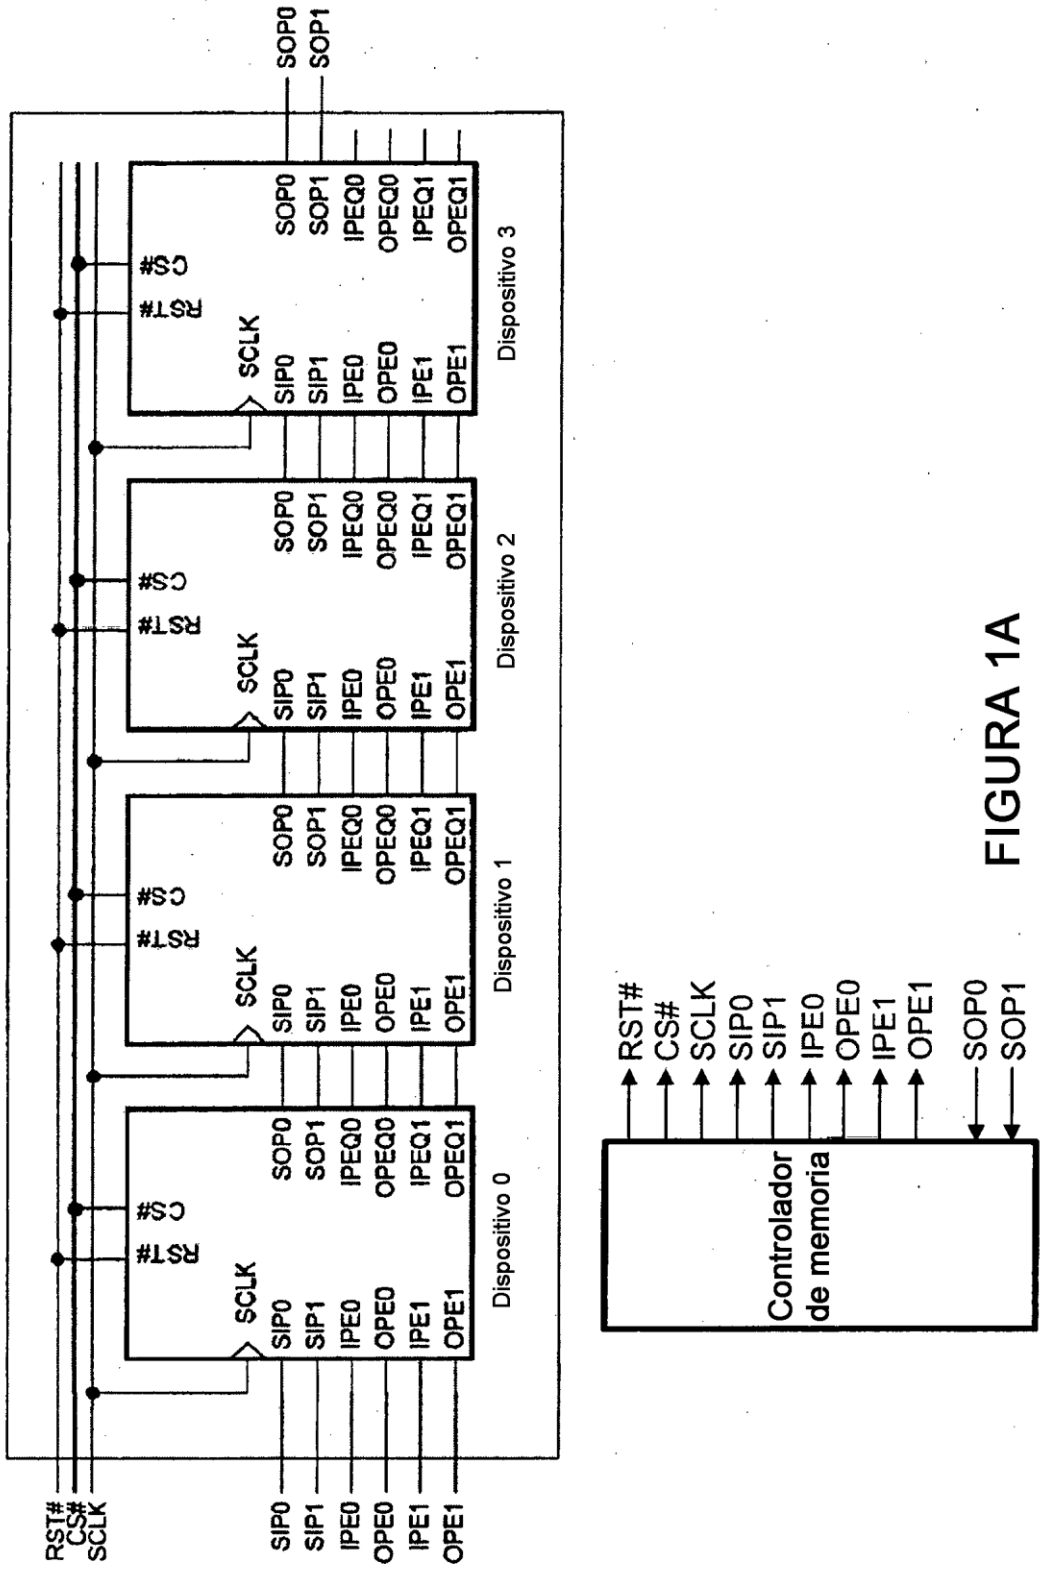 RST#
CS#
SCLK
SIP0
SIP1
IPE0
OPE0
IPE1
OPE1
RST#
CS#
SCLK
SIP0
SIP1
IPE0
OPE0
IPE1
OPE1
SOP0
SOP1
IPEQ0
OPEQ0
IPEQ1
OPEQ1
Dispositivo 0
RST#
CS#
SCLK
SIP0
SIP1
IPE0
OPE0
IPE1
OPE1
SOP0
SOP1
IPEQ0
OPEQ0
IPEQ1
OPEQ1
Dispositivo 1
RST#
CS#
SCLK
SIP0
SIP1
IPE0
OPE0
IPE1
OPE1
SOP0
SOP1
IPEQ0
OPEQ0
IPEQ1
OPEQ1
Dispositivo 2
RST#
CS#
SCLK
SIP0
SIP1
IPE0
OPE0
IPE1
OPE1
SOP0
SOP1
IPEQ0
OPEQ0
IPEQ1
OPEQ1
Dispositivo 3
SOP0
SOP1
Controlador
de memoria
RST#
CS#
SCLK
SIP0
SIP1
IPE0
OPE0
IPE1
OPE1
SOP0
SOP1
FIGURA 1A